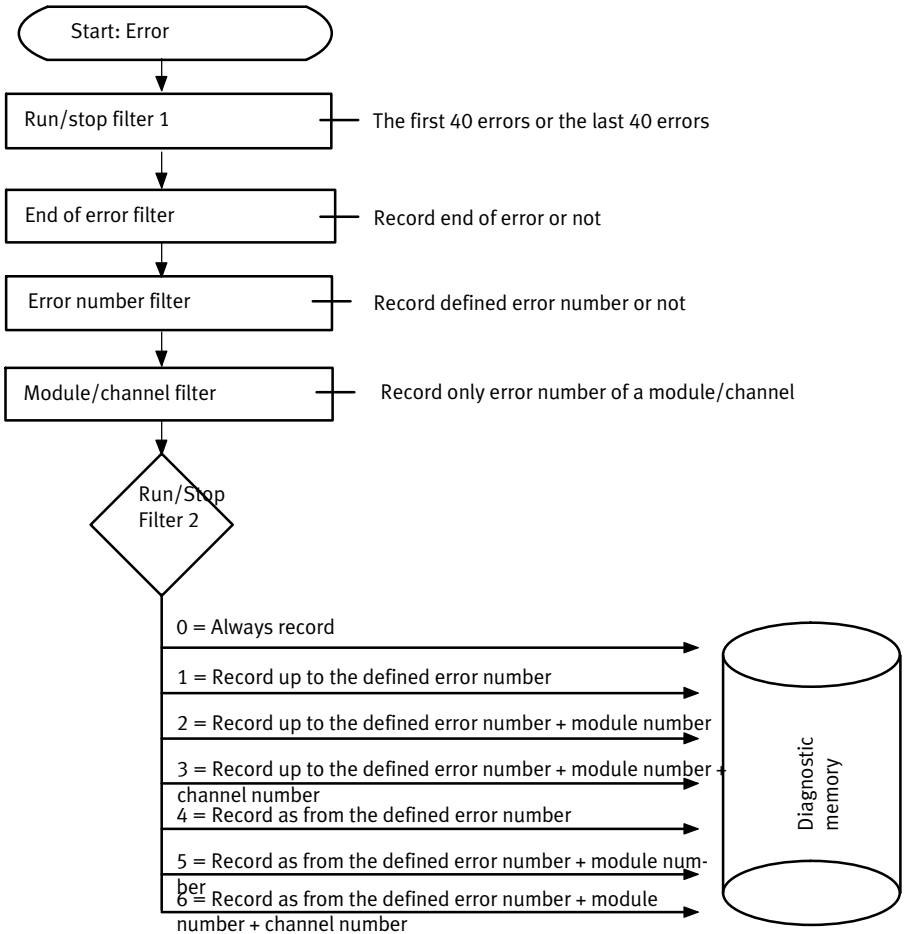 Start: Error
Run/stop filter 1
The first 40 errors or the last 40 errors
End of error filter
Record end of error or not
Error number filter
Record defined error number or not
Module/channel filter
Record only error number of a module/channel
Run/Stop
Filter 2
0 = Always record
1 = Record up to the defined error number
2 = Record up to the defined error number + module number
3 = Record up to the defined error number + module number +
channel number
4 = Record as from the defined error number
5 = Record as from the defined error number + module num-
ber
6 = Record as from the defined error number + module
number + channel number
Diagnostic
memory